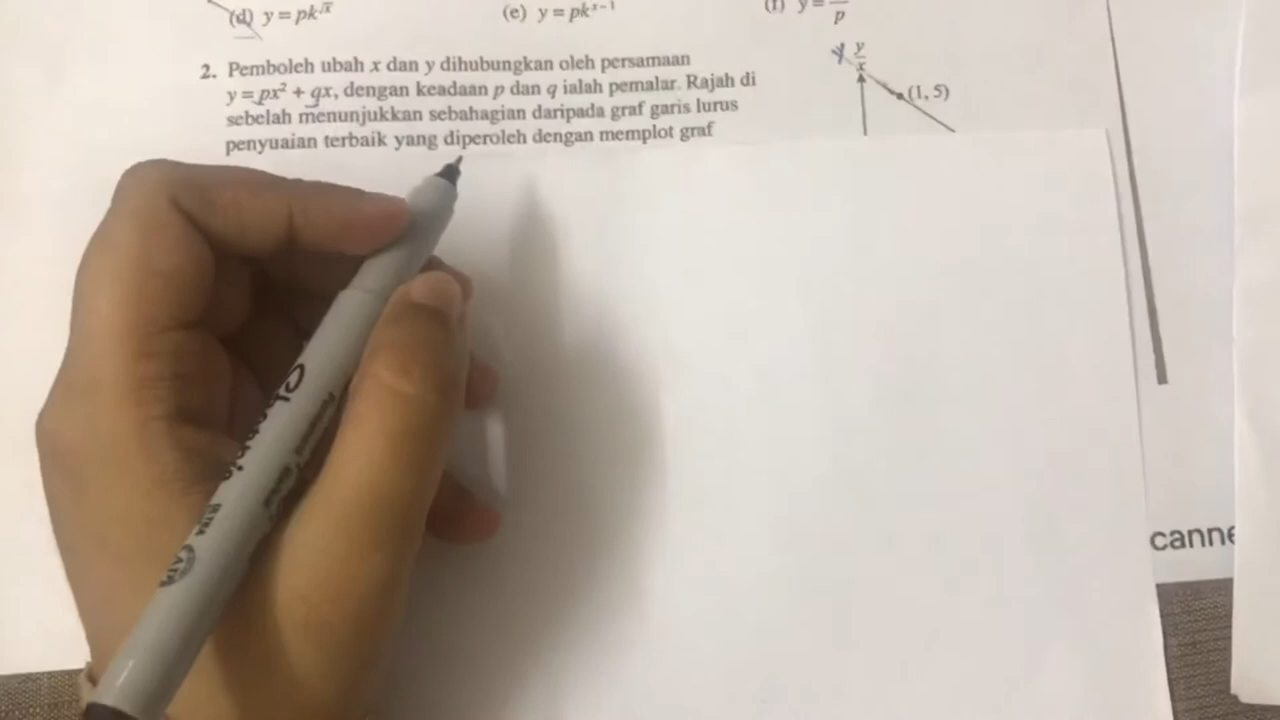 (d) y = pk^√x
(e) y = pk^x−1
(f) y = —
p
2. Pemboleh ubah x dan y dihubungkan oleh persamaan
y = px² + qx, dengan keadaan p dan q ialah pemalar. Rajah di
sebelah menunjukkan sebahagian daripada graf garis lurus
penyuaian terbaik yang diperoleh dengan memplot graf
Y y/x
(1, 5)
canne